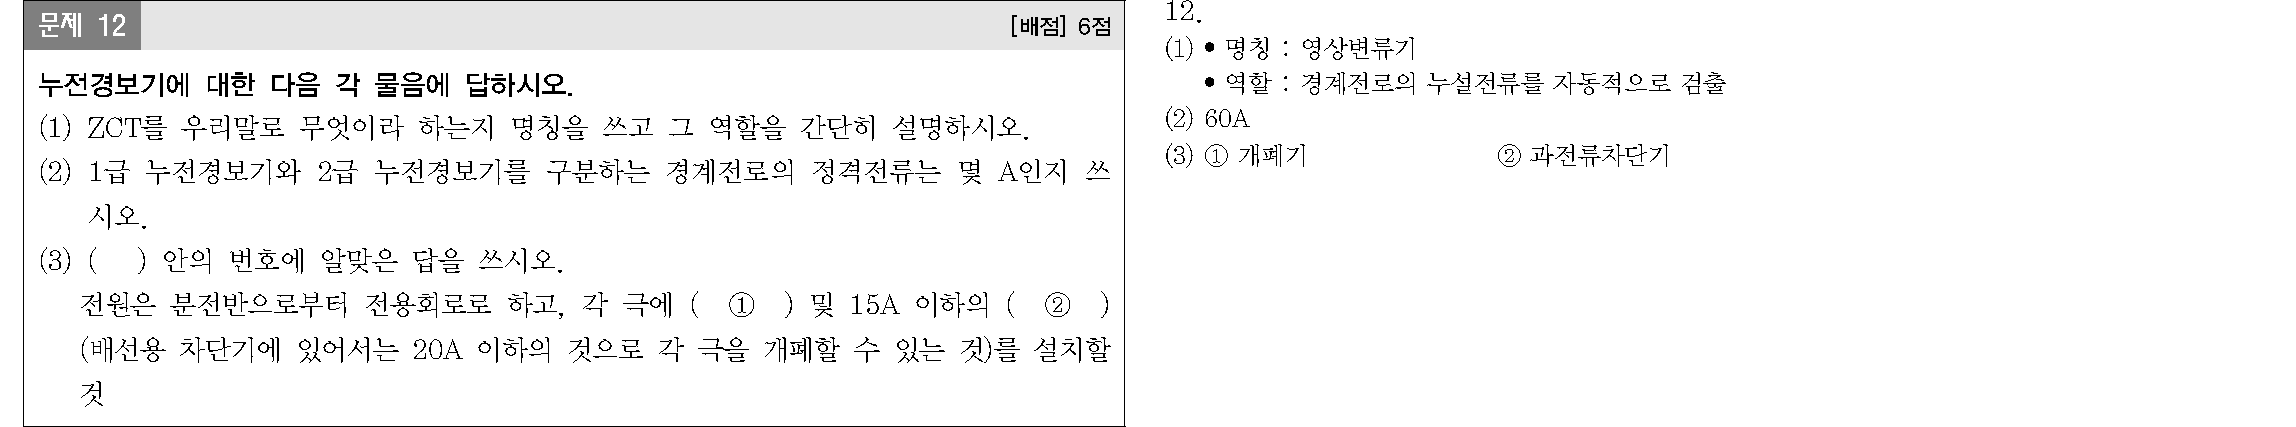 문제 12
[배점] 6점
누전경보기에 대한 다음 각 물음에 답하시오.
(1) ZCT를 우리말로 무엇이라 하는지 명칭을 쓰고 그 역할을 간단히 설명하시오.
(2) 1급 누전경보기와 2급 누전경보기를 구분하는 경계전로의 정격전류는 몇 A인지 쓰
시오.
(3) (    ) 안의 번호에 알맞은 답을 쓰시오.
전원은 분전반으로부터 전용회로로 하고, 각 극에 ( ① ) 및 15A 이하의 ( ② )
(배선용 차단기에 있어서는 20A 이하의 것으로 각 극을 개폐할 수 있는 것)를 설치할
것
12.
(1) • 명칭 : 영상변류기
• 역할 : 경계전로의 누설전류를 자동적으로 검출
(2) 60A
(3) ① 개폐기 ② 과전류차단기